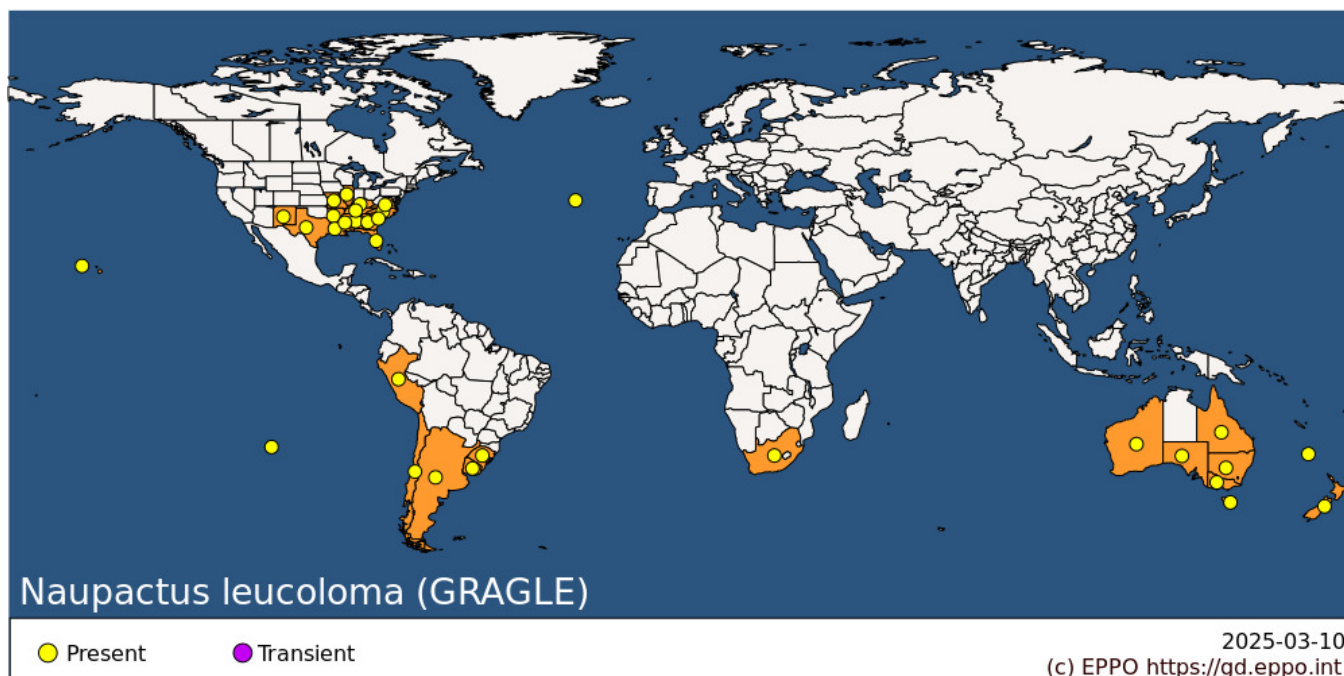 Naupactus leucoloma (GRAGLE)
Present
Transient
2025-03-10
(c) EPPO https://gd.eppo.int